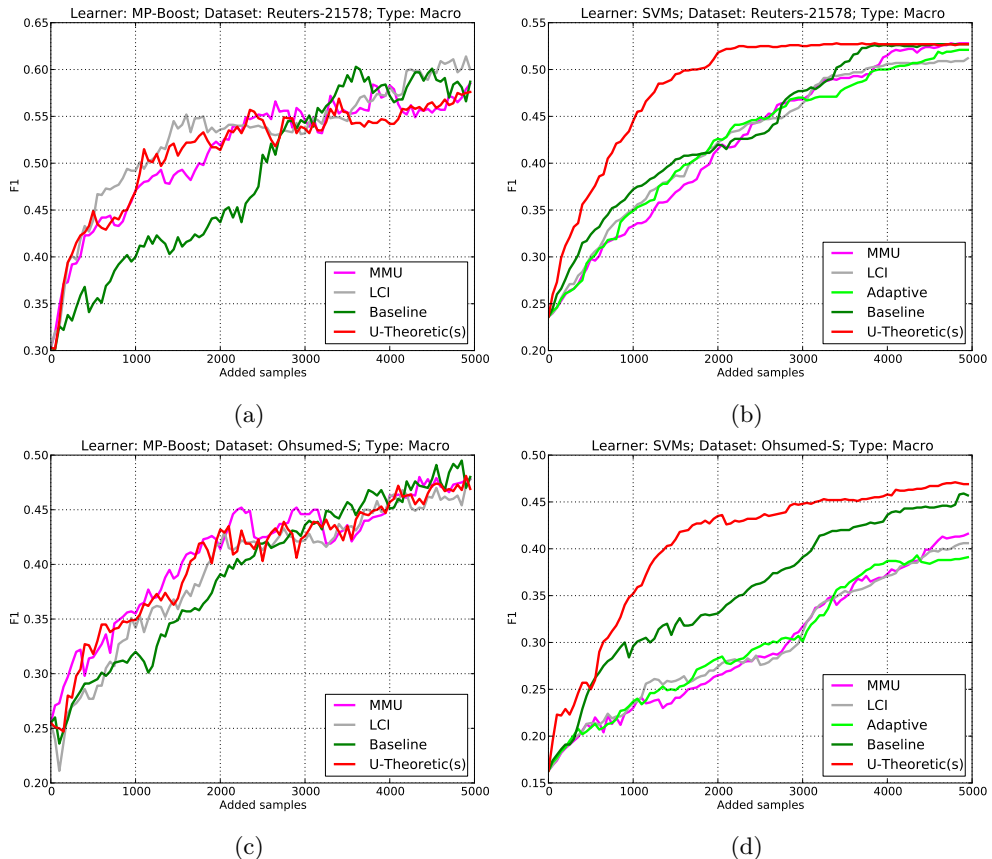 Learner: MP-Boost; Dataset: Reuters-21578; Type: Macro
0.65
0.60
0.55
0.50
0.45
0.40
0.35
0.30
F1
0 1000 2000 3000 4000 5000
Added samples
MMU
LCI
Baseline
U-Theoretic(s)
(a)
Learner: SVMs; Dataset: Reuters-21578; Type: Macro
0.55
0.50
0.45
0.40
0.35
0.30
0.25
0.20
F1
0 1000 2000 3000 4000 5000
Added samples
MMU
LCI
Adaptive
Baseline
U-Theoretic(s)
(b)
Learner: MP-Boost; Dataset: Ohsumed-S; Type: Macro
0.50
0.45
0.40
0.35
0.30
0.25
0.20
F1
0 1000 2000 3000 4000 5000
Added samples
MMU
LCI
Baseline
U-Theoretic(s)
(c)
Learner: SVMs; Dataset: Ohsumed-S; Type: Macro
0.50
0.45
0.40
0.35
0.30
0.25
0.20
0.15
F1
0 1000 2000 3000 4000 5000
Added samples
MMU
LCI
Adaptive
Baseline
U-Theoretic(s)
(d)